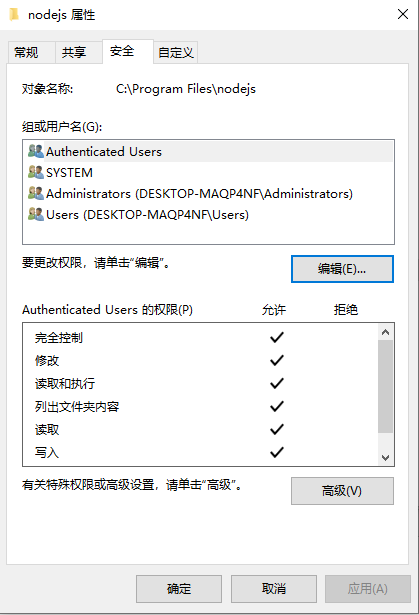 nodejs 属性
常规 共享 安全 自定义
对象名称: C:\Program Files\nodejs
组或用户名(G):
Authenticated Users
SYSTEM
Administrators (DESKTOP-MAQP4NF\Administrators)
Users (DESKTOP-MAQP4NF\Users)
要更改权限，请单击“编辑”。
编辑(E)...
Authenticated Users 的权限(P) 允许 拒绝
完全控制
修改
读取和执行
列出文件夹内容
读取
写入
有关特殊权限或高级设置，请单击“高级”。
高级(V)
确定 取消 应用(A)